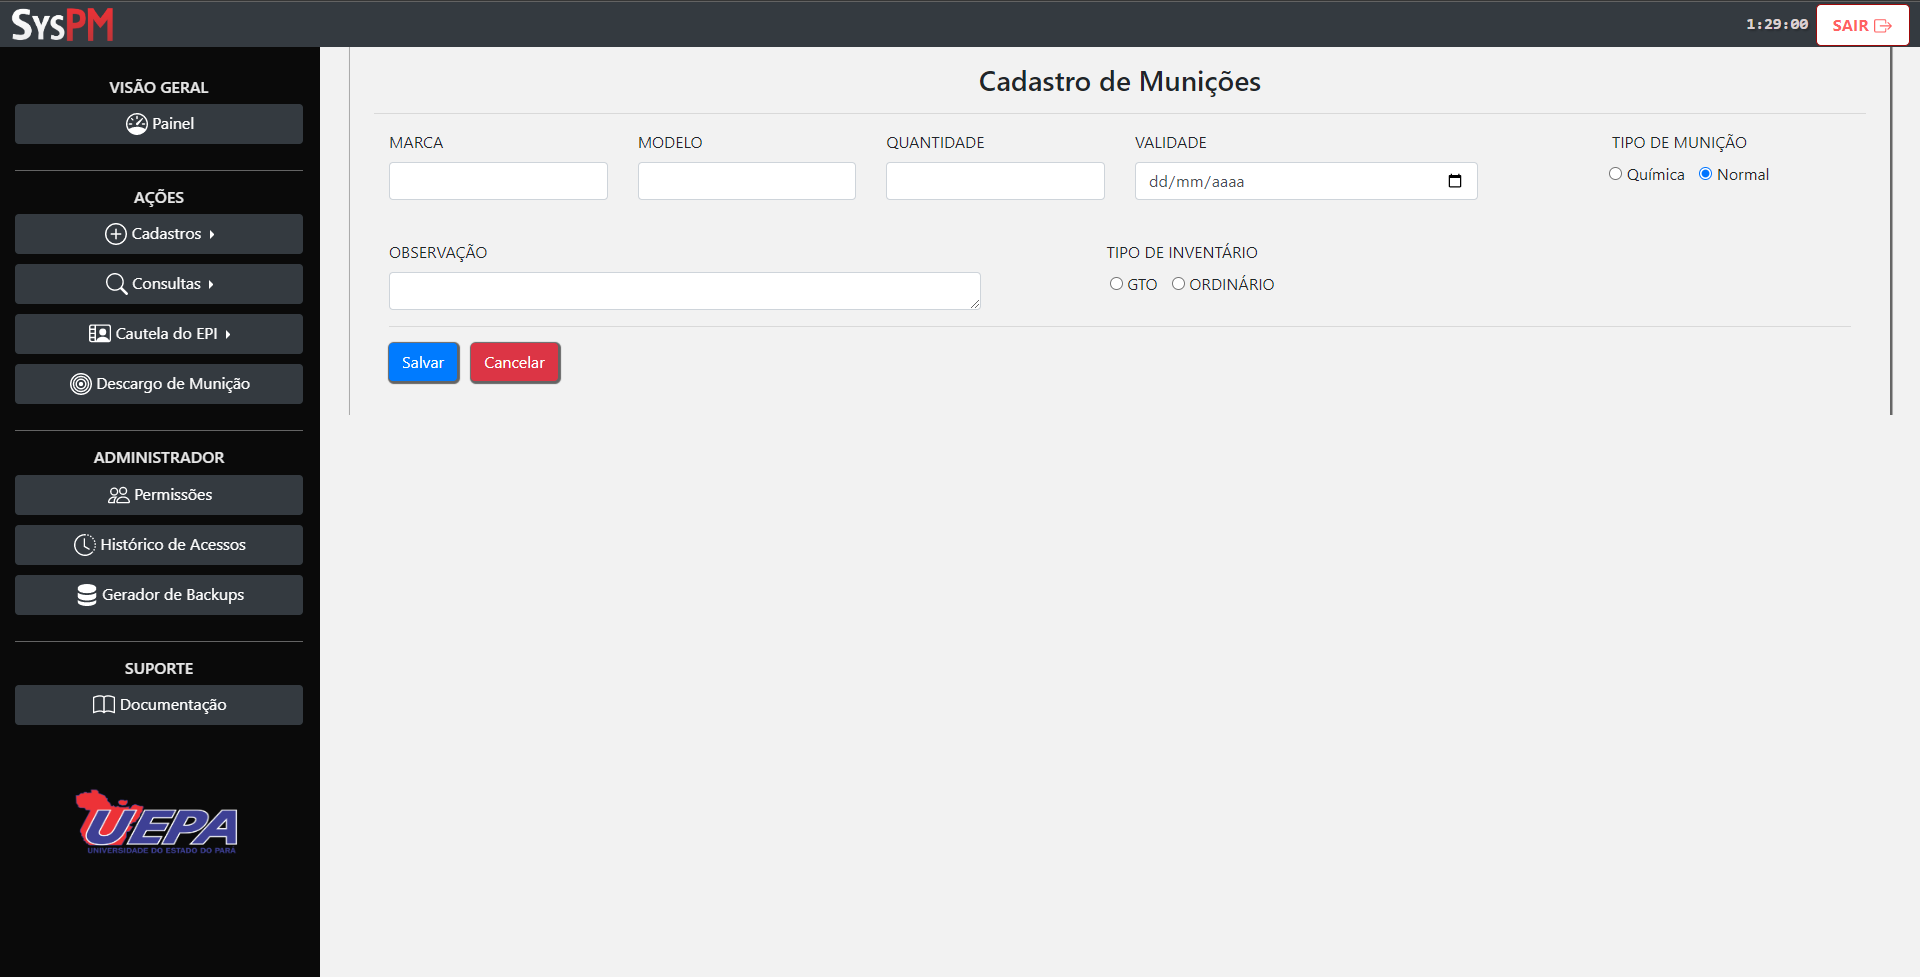 SysPM
1:29:00
SAIR
VISÃO GERAL
Painel
AÇÕES
Cadastros
Consultas
Cautela do EPI
Descargo de Munição
ADMINISTRADOR
Permissões
Histórico de Acessos
Gerador de Backups
SUPORTE
Documentação
UEPA
UNIVERSIDADE DO ESTADO DO PARÁ
Cadastro de Munições
MARCA MODELO QUANTIDADE VALIDADE TIPO DE MUNIÇÃO
dd/mm/aaaa Química Normal
OBSERVAÇÃO TIPO DE INVENTÁRIO
GTO ORDINÁRIO
Salvar Cancelar